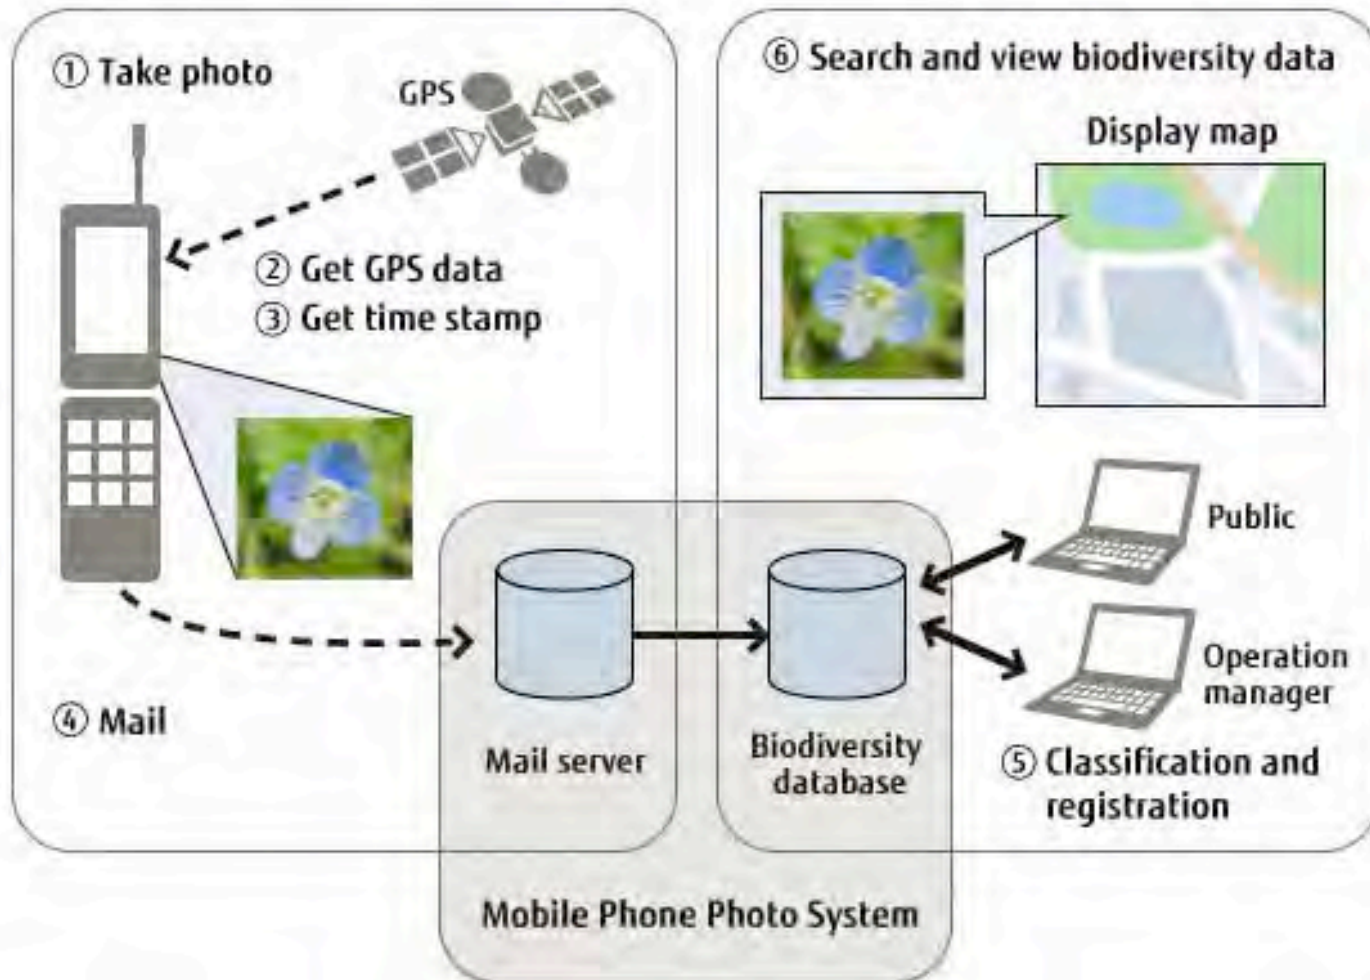 ① Take photo
GPS
② Get GPS data
③ Get time stamp
④ Mail
Mail server
⑥ Search and view biodiversity data
Display map
Public
Operation
manager
Biodiversity
database
⑤ Classification and
registration
Mobile Phone Photo System